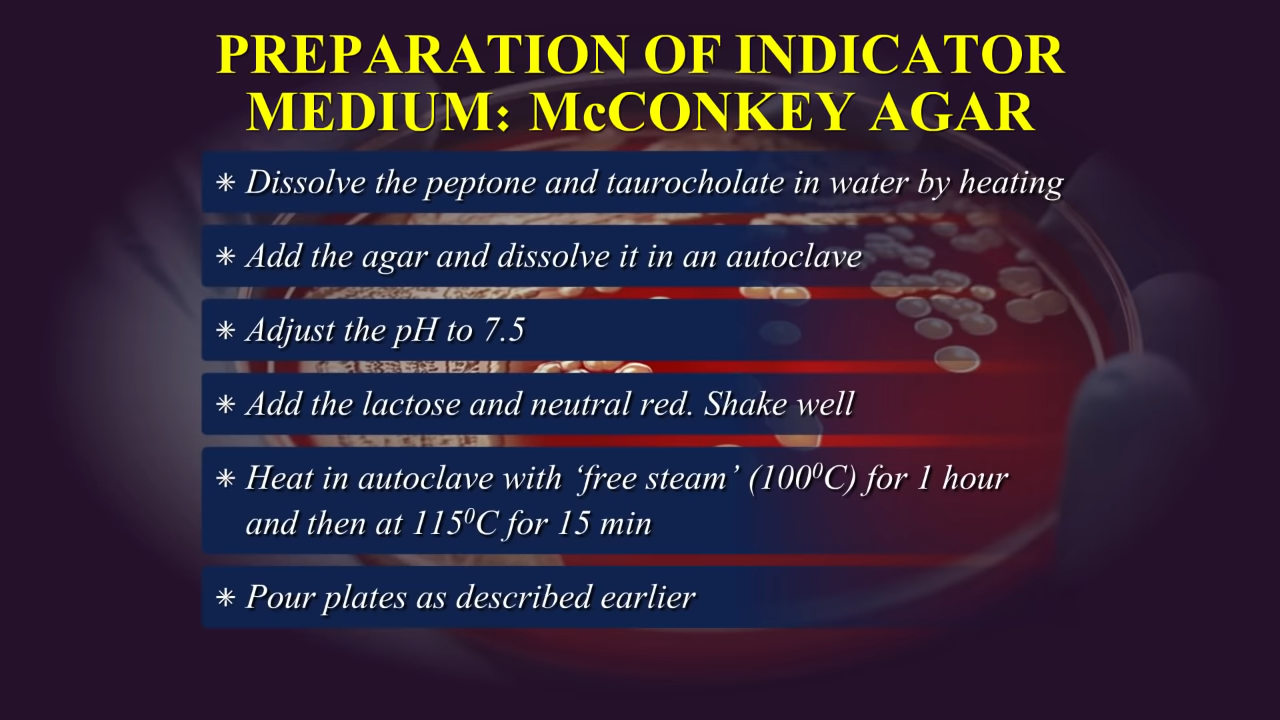 PREPARATION OF INDICATOR
MEDIUM: McCONKEY AGAR
⁕ Dissolve the peptone and taurocholate in water by heating
⁕ Add the agar and dissolve it in an autoclave
⁕ Adjust the pH to 7.5
⁕ Add the lactose and neutral red. Shake well
⁕ Heat in autoclave with ‘free steam’ (100⁰C) for 1 hour
and then at 115⁰C for 15 min
⁕ Pour plates as described earlier